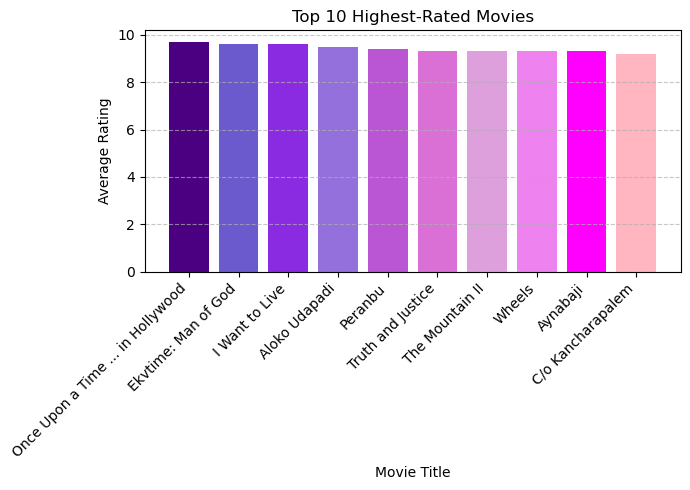 Top 10 Highest-Rated Movies
Average Rating
10
8
6
4
2
0
Once Upon a Time ... in Hollywood
Ekvtime: Man of God
I Want to Live
Aloko Udapadi
Peranbu
Truth and Justice
The Mountain II
Wheels
Aynabaji
C/o Kancharapalem
Movie Title